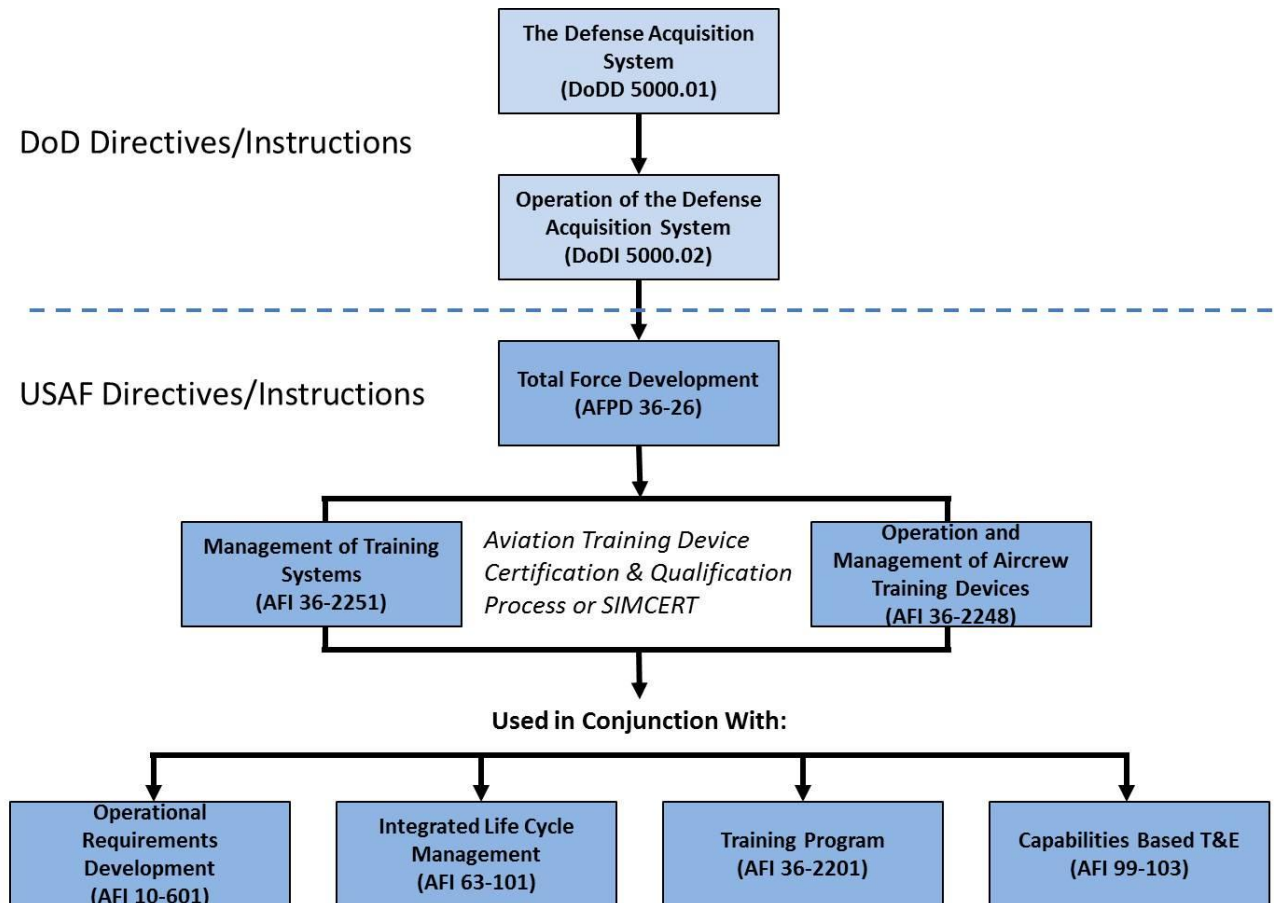 The Defense Acquisition
System
(DoDD 5000.01)
DoD Directives/Instructions
Operation of the Defense
Acquisition System
(DoDI 5000.02)
USAF Directives/Instructions
Total Force Development
(AFPD 36-26)
Management of Training
Systems
(AFI 36-2251)
Aviation Training Device
Certification & Qualification
Process or SIMCERT
Operation and
Management of Aircrew
Training Devices
(AFI 36-2248)
Used in Conjunction With:
Operational
Requirements
Development
(AFI 10-601)
Integrated Life Cycle
Management
(AFI 63-101)
Training Program
(AFI 36-2201)
Capabilities Based T&E
(AFI 99-103)